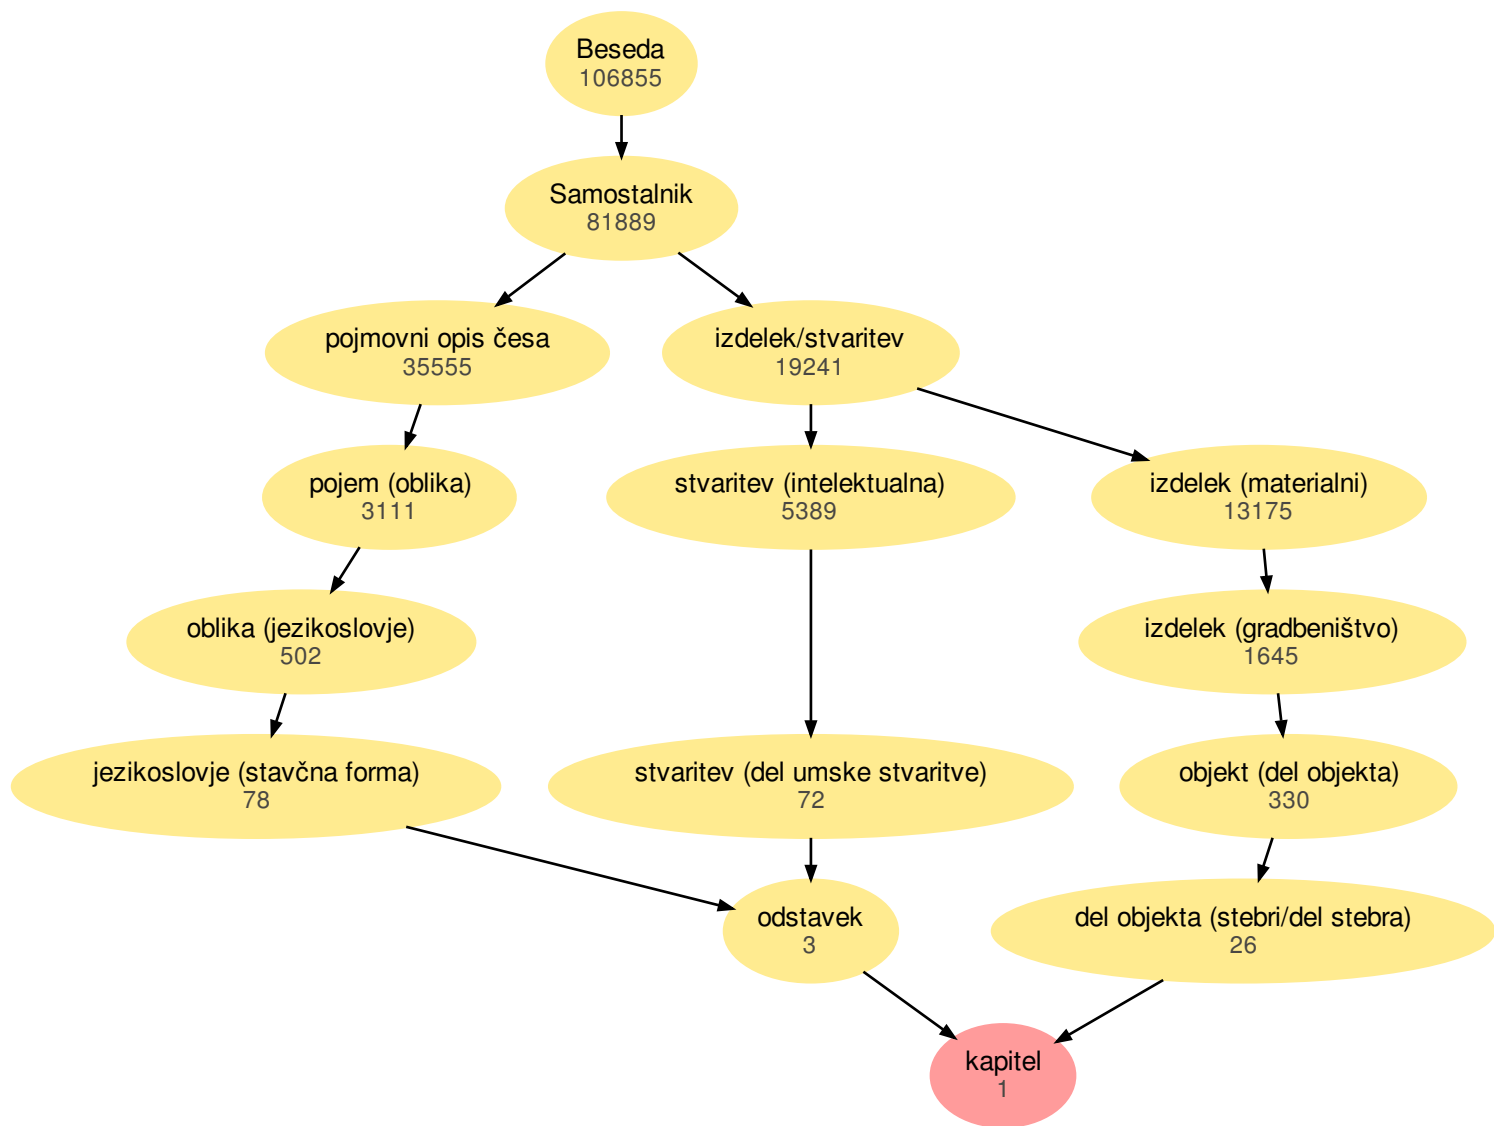 Beseda
106855
Samostalnik
81889
pojmovni opis česa
35555
izdelek/stvaritev
19241
pojem (oblika)
3111
stvaritev (intelektualna)
5389
izdelek (materialni)
13175
oblika (jezikoslovje)
502
izdelek (gradbeništvo)
1645
jezikoslovje (stavčna forma)
78
stvaritev (del umske stvaritve)
72
objekt (del objekta)
330
odstavek
3
del objekta (stebri/del stebra)
26
kapitel
1